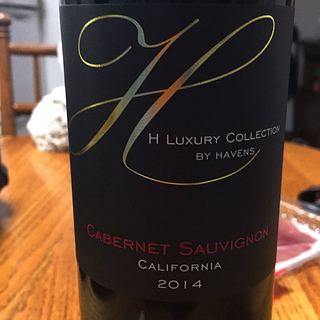 H
H LUXURY COLLECTION
BY HAVENS
CABERNET SAUVIGNON
CALIFORNIA
2014